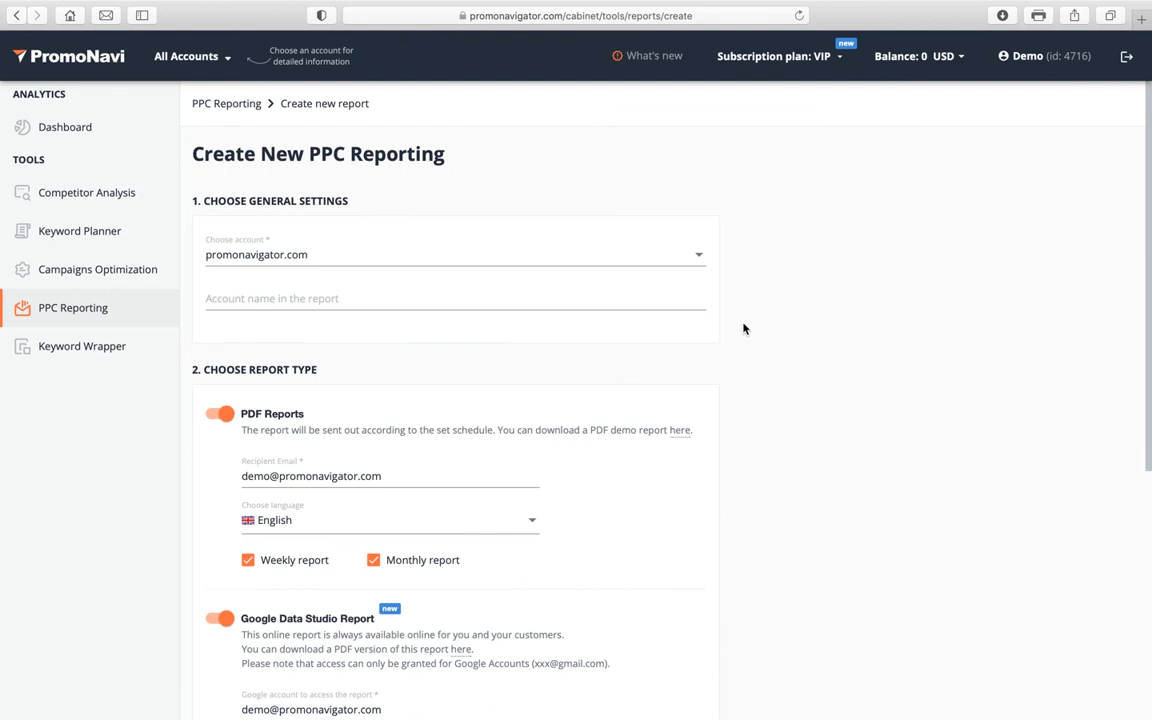 promonavigator.com/cabinet/tools/reports/create
PromoNavi
All Accounts
Choose an account for
detailed information
What's new
Subscription plan: VIP
new
Balance: 0 USD
Demo (id: 4716)
ANALYTICS
Dashboard
TOOLS
Competitor Analysis
Keyword Planner
Campaigns Optimization
PPC Reporting
Keyword Wrapper
PPC Reporting > Create new report
Create New PPC Reporting
1. CHOOSE GENERAL SETTINGS
Choose account *
promonavigator.com
Account name in the report
2. CHOOSE REPORT TYPE
PDF Reports
The report will be sent out according to the set schedule. You can download a PDF demo report here.
Recipient Email *
demo@promonavigator.com
Choose language
English
Weekly report Monthly report
Google Data Studio Report new
This online report is always available online for you and your customers.
You can download a PDF version of this report here.
Please note that access can only be granted for Google Accounts (xxx@gmail.com).
Google account to access the report *
demo@promonavigator.com